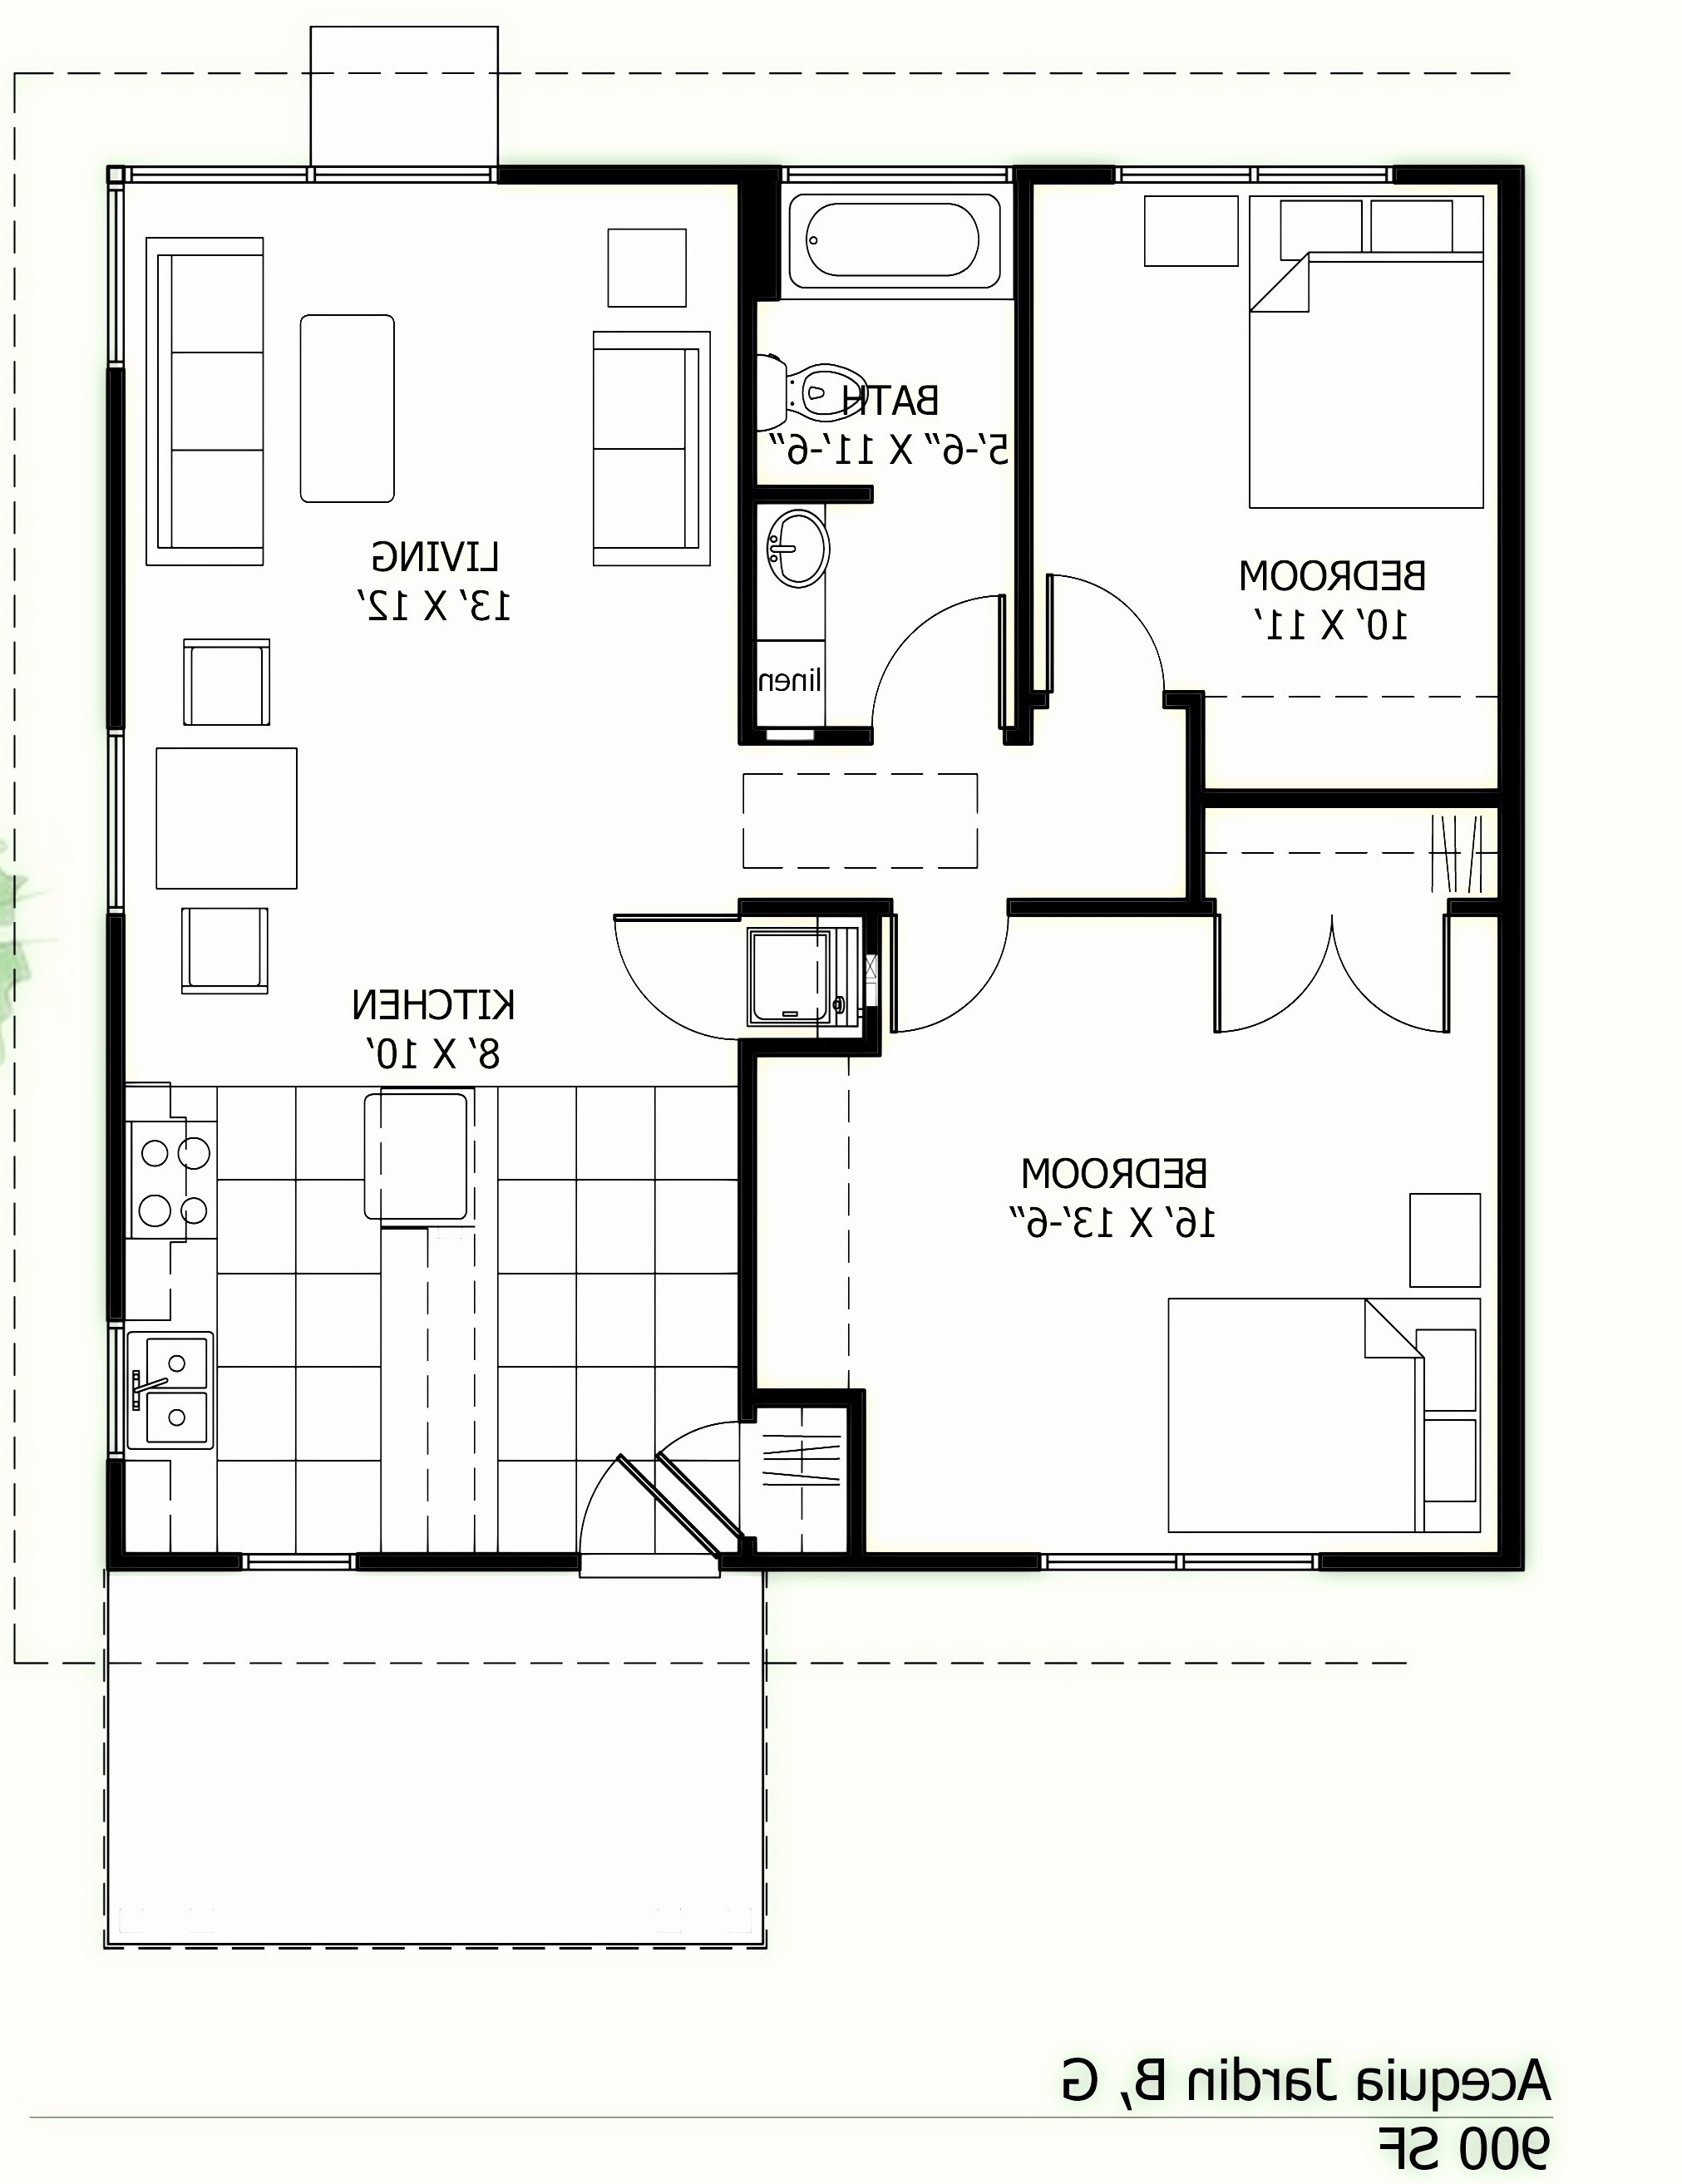 BATH
5'-6" X 11'-6"
LIVING
13' X 12'
BEDROOM
10' X 11'
linen
KITCHEN
8' X 10'
BEDROOM
16' X 13'-6"
Acequia Jardin B, G
900 SF